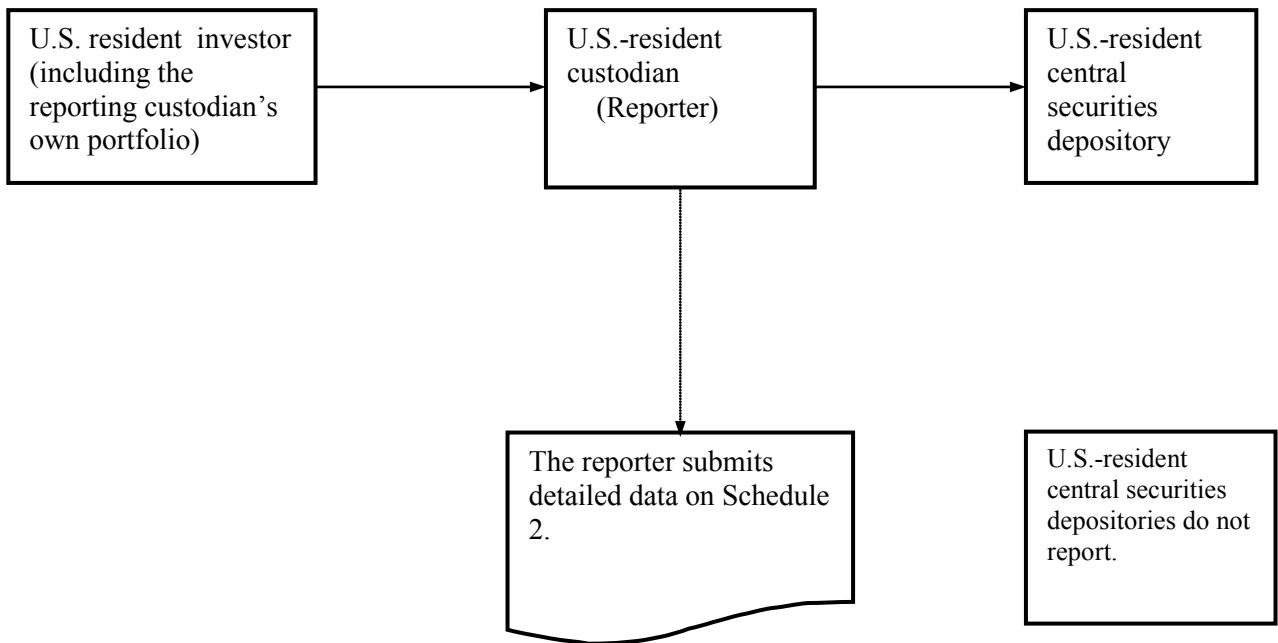 U.S. resident investor
(including the
reporting custodian’s
own portfolio)
U.S.-resident
custodian
(Reporter)
U.S.-resident
central
securities
depository
The reporter submits
detailed data on Schedule
2.
U.S.-resident
central securities
depositories do not
report.